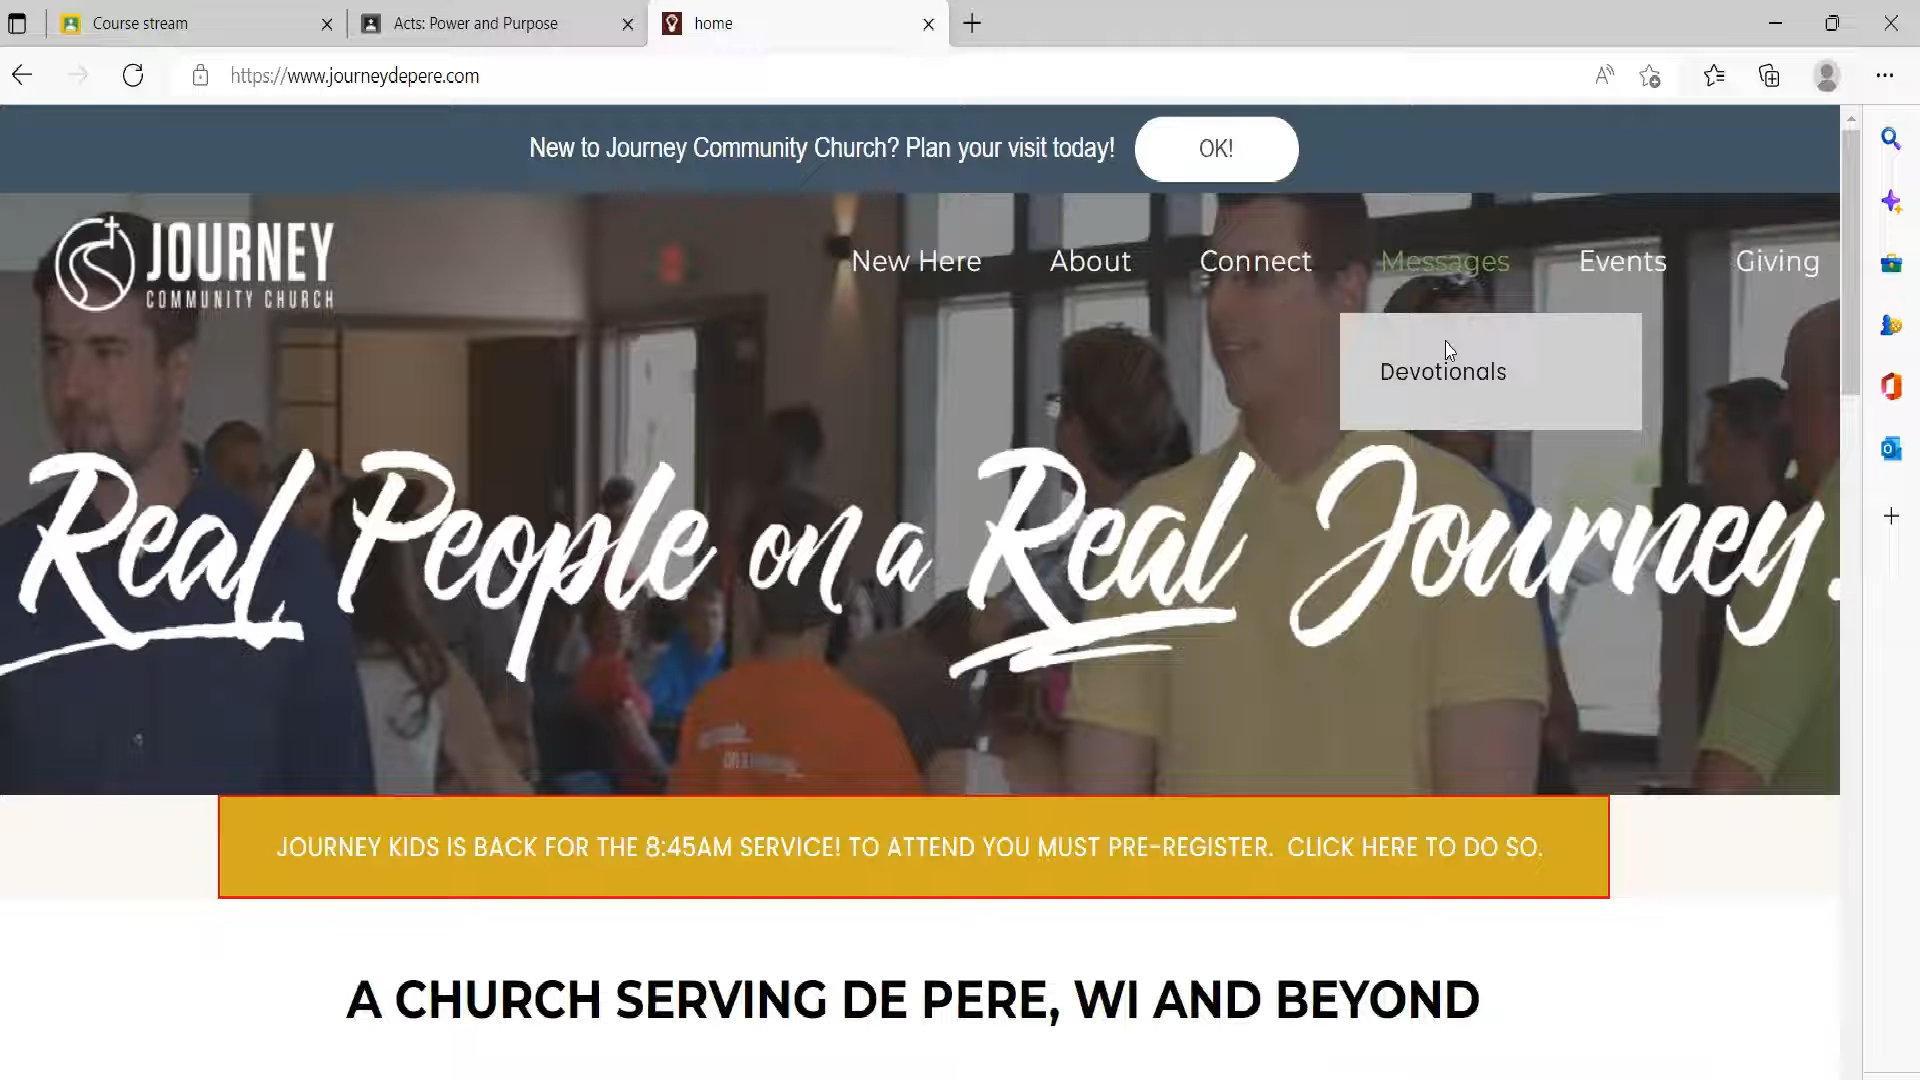 Course stream
Acts: Power and Purpose
home
https://www.journeydepere.com
New to Journey Community Church? Plan your visit today!
OK!
JOURNEY
COMMUNITY CHURCH
New Here
About
Connect
Messages
Events
Giving
Devotionals
Real People on a Real Journey.
JOURNEY KIDS IS BACK FOR THE 8:45AM SERVICE! TO ATTEND YOU MUST PRE-REGISTER. CLICK HERE TO DO SO.
A CHURCH SERVING DE PERE, WI AND BEYOND